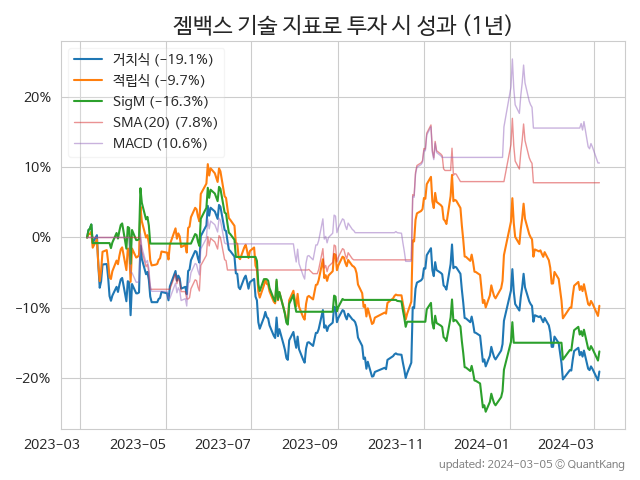 젬백스 기술 지표로 투자 시 성과 (1년)
거치식 (−19.1%)
적립식 (−9.7%)
SigM (−16.3%)
SMA(20) (7.8%)
MACD (10.6%)
20%
10%
0%
−10%
−20%
2023−03 2023−05 2023−07 2023−09 2023−11 2024−01 2024−03
updated: 2024−03−05 ⓒ QuantKang